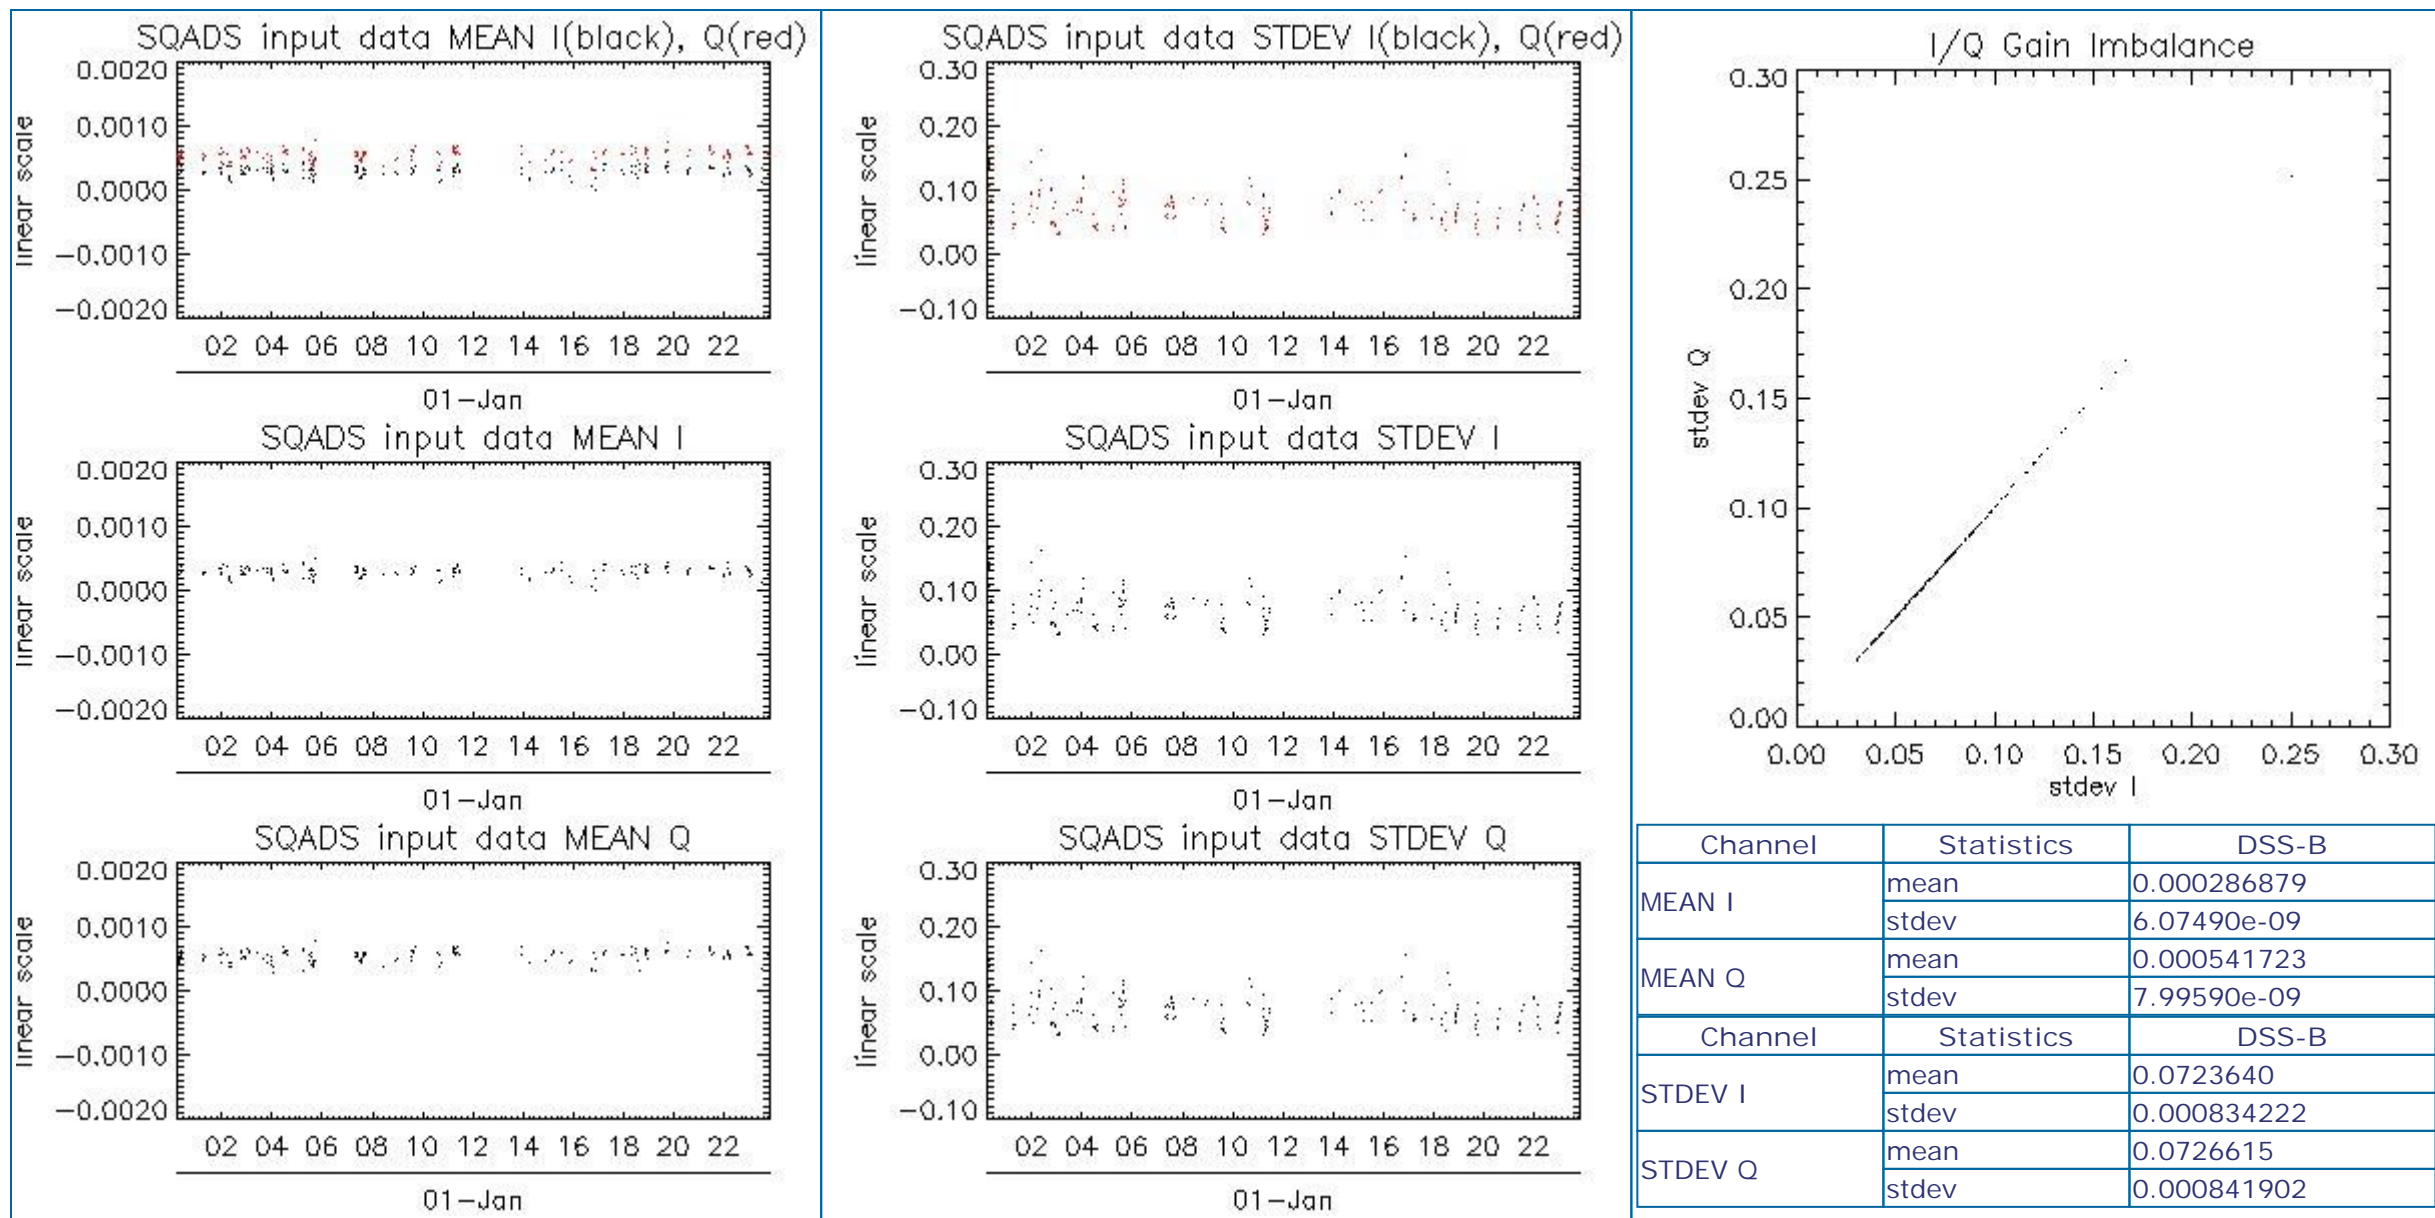 SQADS input data MEAN I(black), Q(red)
0.0020
0.0010
0.0000
−0.0010
−0.0020
linear scale
02 04 06 08 10 12 14 16 18 20 22
01−Jan
SQADS input data MEAN I
0.0020
0.0010
0.0000
−0.0010
−0.0020
linear scale
02 04 06 08 10 12 14 16 18 20 22
01−Jan
SQADS input data MEAN Q
0.0020
0.0010
0.0000
−0.0010
−0.0020
linear scale
02 04 06 08 10 12 14 16 18 20 22
01−Jan
SQADS input data STDEV I(black), Q(red)
0.30
0.20
0.10
0.00
−0.10
linear scale
02 04 06 08 10 12 14 16 18 20 22
01−Jan
SQADS input data STDEV I
0.30
0.20
0.10
0.00
−0.10
linear scale
02 04 06 08 10 12 14 16 18 20 22
01−Jan
SQADS input data STDEV Q
0.30
0.20
0.10
0.00
−0.10
linear scale
02 04 06 08 10 12 14 16 18 20 22
01−Jan
I/Q Gain Imbalance
0.30
0.25
0.20
0.15
0.10
0.05
0.00
stdev Q
0.00 0.05 0.10 0.15 0.20 0.25 0.30
stdev I
Channel Statistics DSS-B
MEAN I mean 0.000286879
stdev 6.07490e-09
MEAN Q mean 0.000541723
stdev 7.99590e-09
Channel Statistics DSS-B
STDEV I mean 0.0723640
stdev 0.000834222
STDEV Q mean 0.0726615
stdev 0.000841902